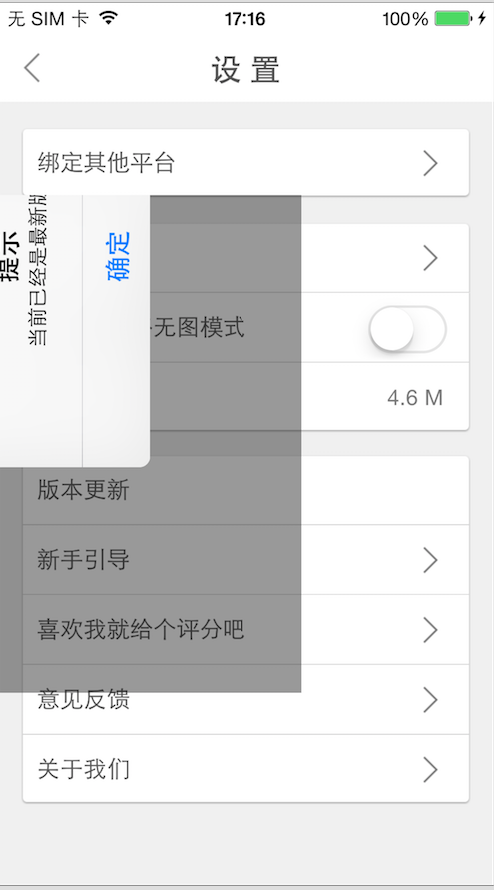 无 SIM 卡
17:16
100%
设 置
绑定其他平台
提示
当前已经是最新版
确定
无图模式
4.6 M
版本更新
新手引导
喜欢我就给个评分吧
意见反馈
关于我们